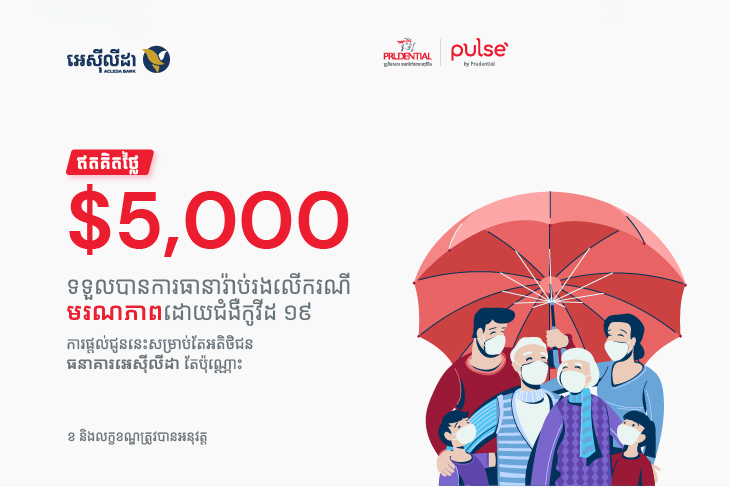 អេស៊ីលីដា
ACLEDA BANK
PRUDENTIAL
pulse
by Prudential
ឥតគិតថ្លៃ
$5,000
ទទួលបានការធានារ៉ាប់រងលើករណី
មរណភាពដោយជំងឺកូវីដ ១៩
ការផ្តល់ជូននេះសម្រាប់តែអតិថិជន
ធនាគារអេស៊ីលីដា តែប៉ុណ្ណោះ
ខ និងលក្ខខណ្ឌត្រូវបានអនុវត្ត